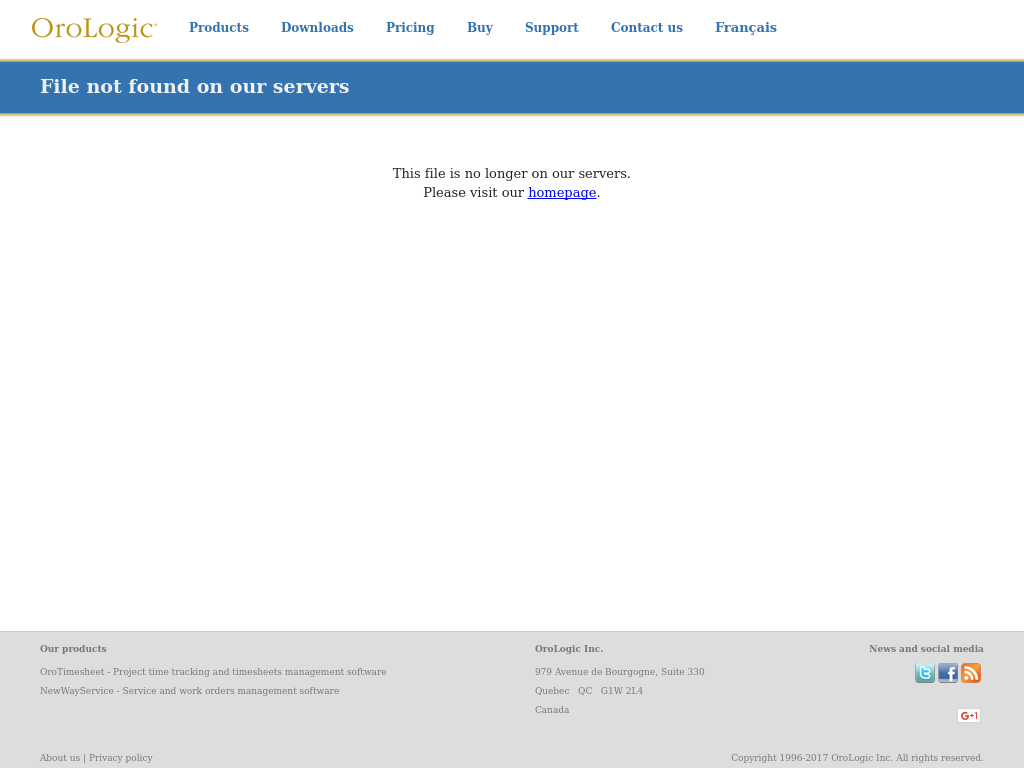 OroLogic
Products Downloads Pricing Buy Support Contact us Français
File not found on our servers
This file is no longer on our servers.
Please visit our homepage.
Our products
OroTimesheet - Project time tracking and timesheets management software
NewWayService - Service and work orders management software
OroLogic Inc.
979 Avenue de Bourgogne, Suite 330
Quebec QC G1W 2L4
Canada
News and social media
G+1
About us | Privacy policy
Copyright 1996-2017 OroLogic Inc. All rights reserved.